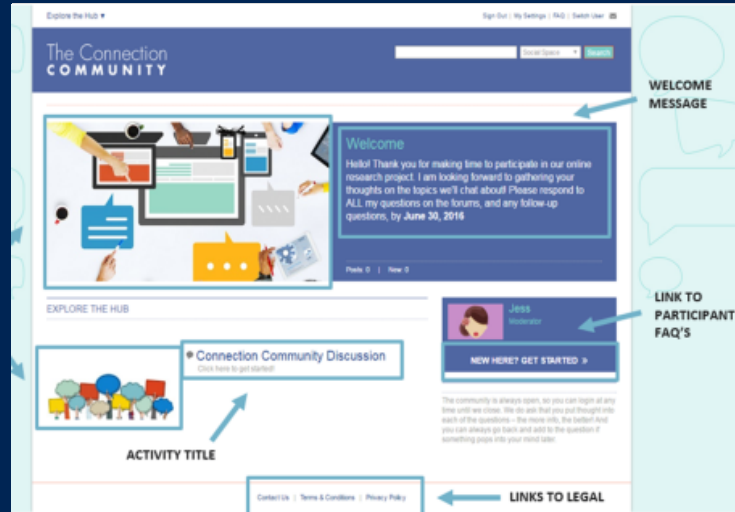 Explore the Hub ▾
Sign Out | My Settings | FAQ | Switch User
The Connection
COMMUNITY
Social Space
Search
WELCOME
MESSAGE
Welcome
Hello! Thank you for making time to participate in our online
research project. I am looking forward to gathering your
thoughts on the topics we'll chat about! Please respond to
ALL my questions on the forums, and any follow-up
questions, by June 30, 2016
Posts: 0 | New: 0
EXPLORE THE HUB
Jess
Moderator
LINK TO
PARTICIPANT
FAQ'S
Connection Community Discussion
Click here to get started!
NEW HERE? GET STARTED »
The community is always open, so you can login at any
time until we close. We do ask that you put thought into
each of the questions – the more info, the better! And
you can always go back and add to the question if
something pops into your mind later.
ACTIVITY TITLE
Contact Us | Terms & Conditions | Privacy Policy
LINKS TO LEGAL